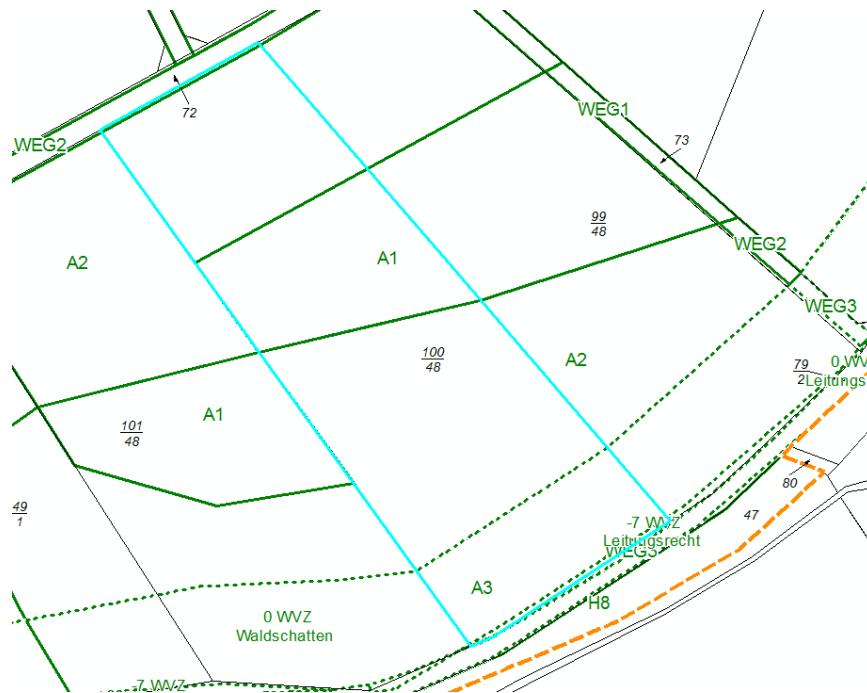 72
WEG2
WEG1
73
99
48
A2
A1
WEG2
WEG3
100
48
A2
79
2
0 WV
Leitungs
101
48
A1
80
49
1
47
-7 WVZ
Leitungsrecht
WEG3
A3
H8
0 WVZ
Waldschatten
-7 WVZ